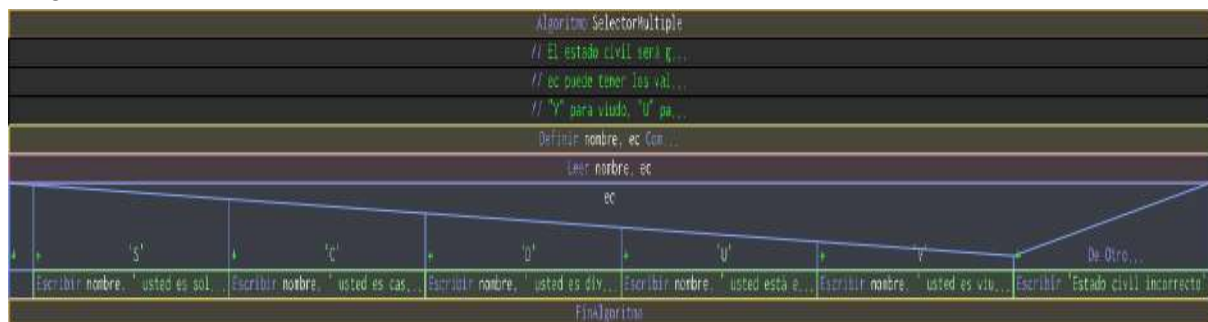 Algoritmo SelectorMultiple
// El estado civil será g...
// ec puede tener los val...
// "V" para viudo, "U" pa...
Definir nombre, ec Com...
Leer nombre, ec
ec
'S' 'C' 'D' 'U' 'V' De Otro...
Escribir nombre, ' usted es sol... Escribir nombre, ' usted es cas... Escribir nombre, ' usted es div... Escribir nombre, ' usted está e... Escribir nombre, ' usted es viu... Escribir 'Estado civil incorrecto'
FinAlgoritmo